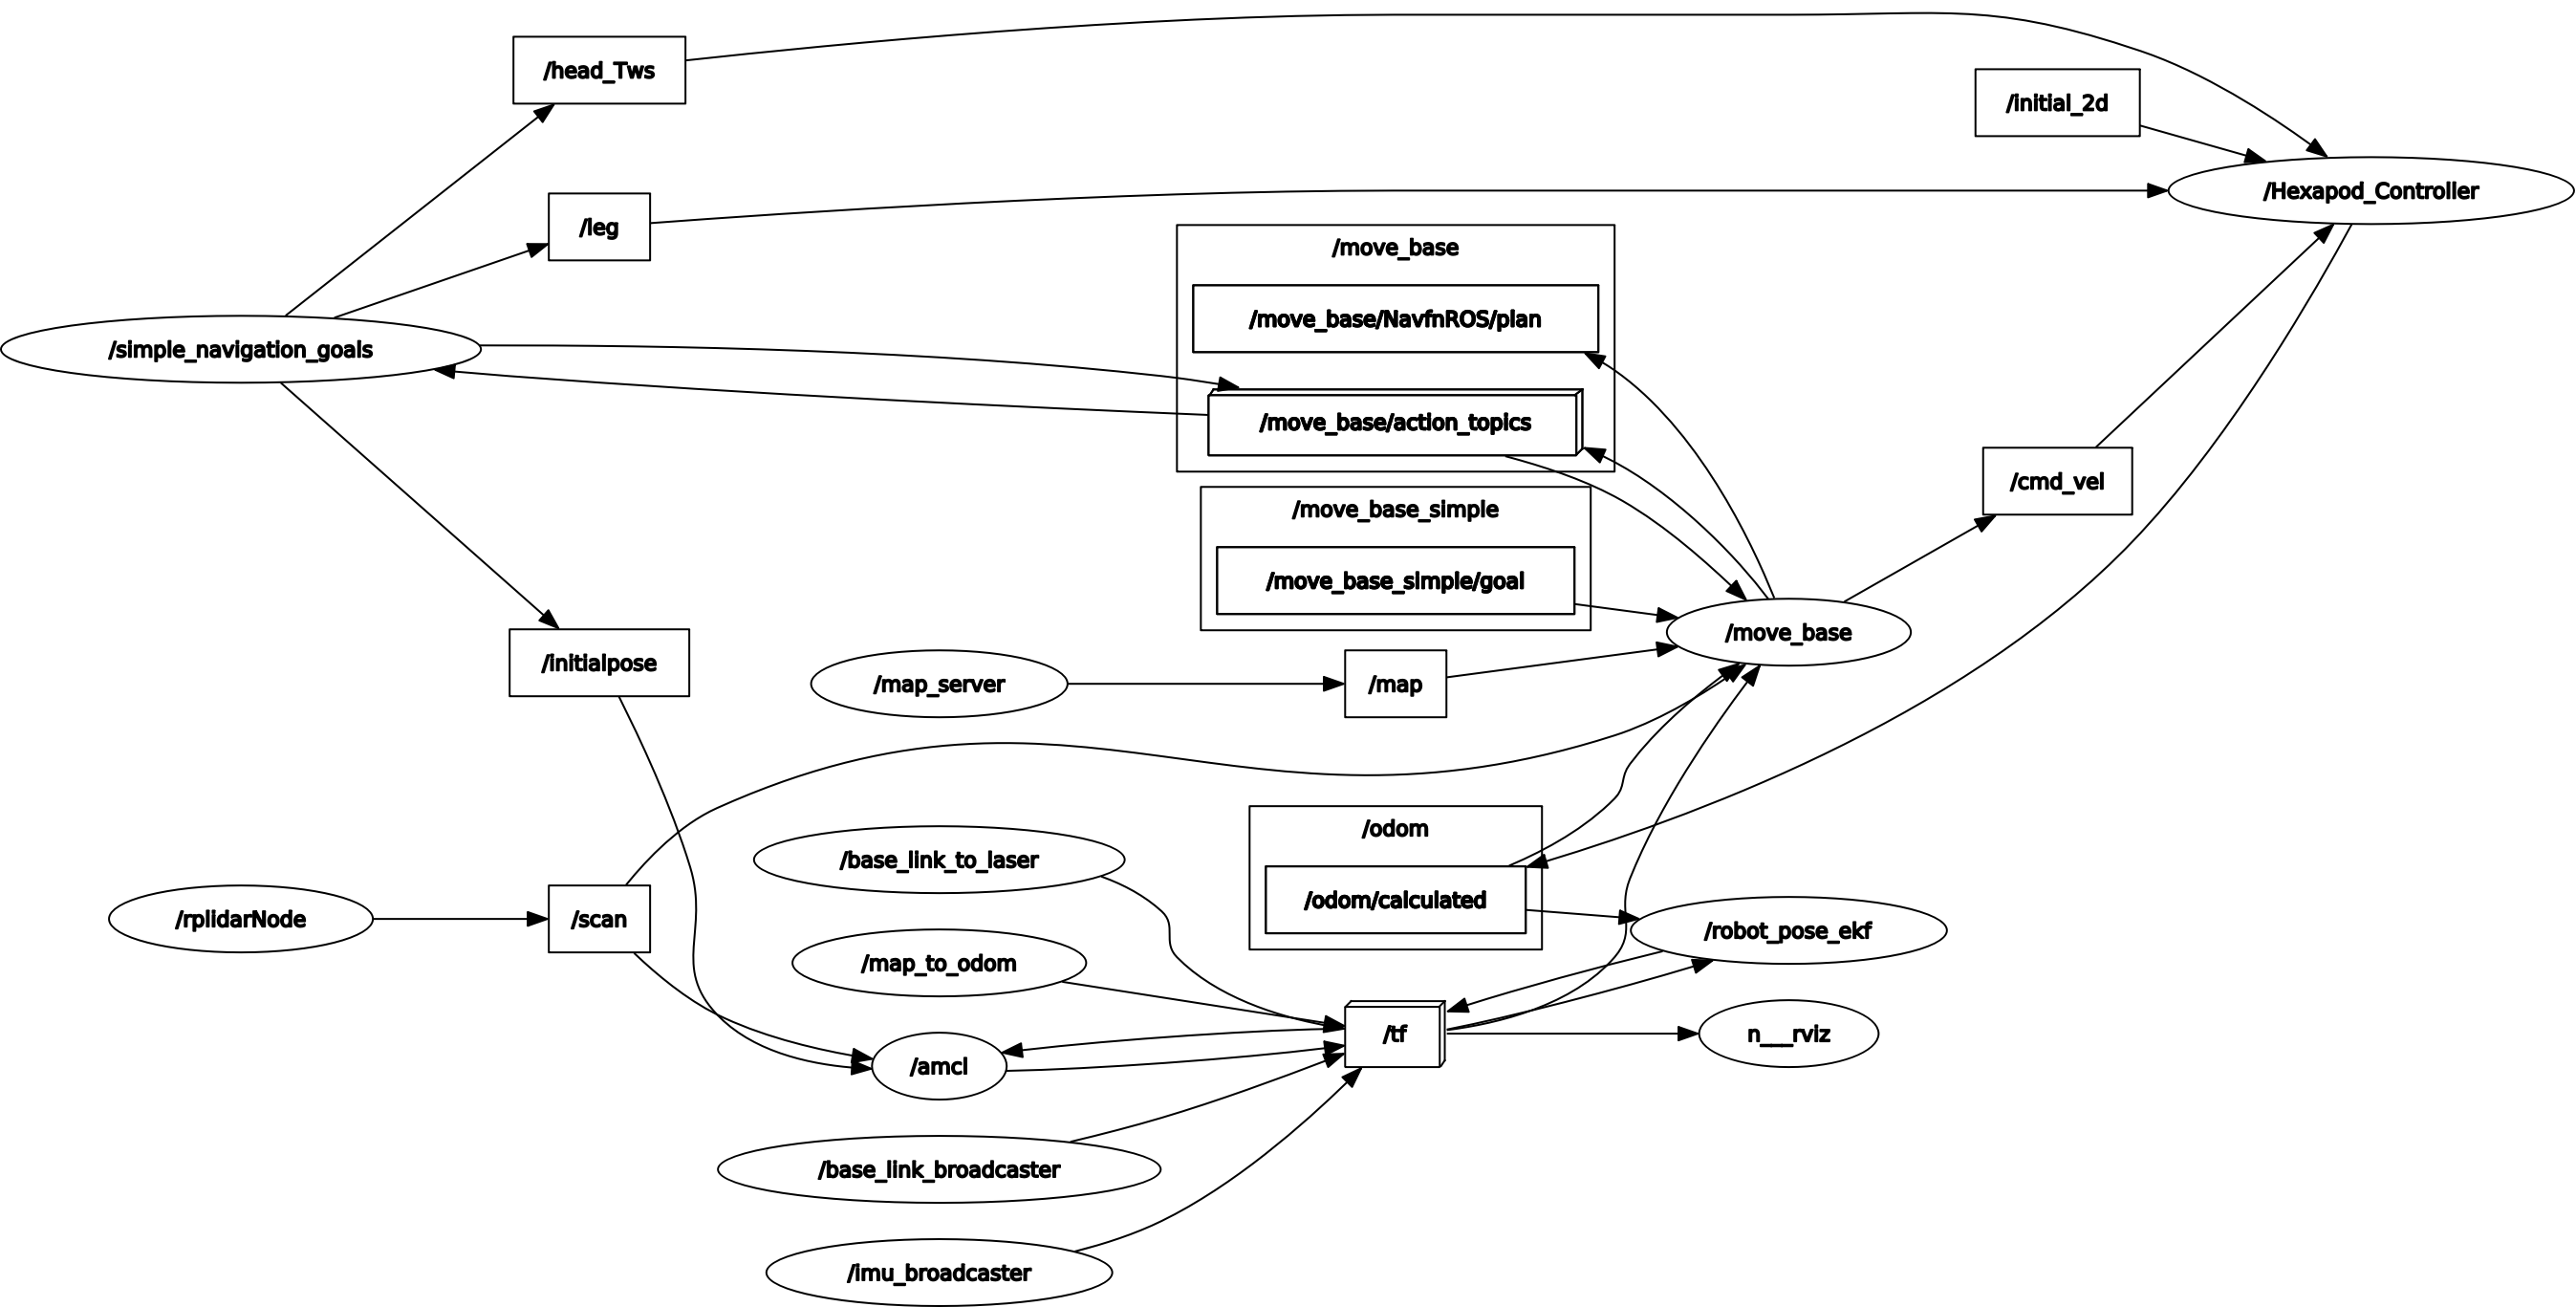 /head_Tws
/initial_2d
/Hexapod_Controller
/leg
/move_base
/move_base/NavfnROS/plan
/simple_navigation_goals
/move_base/action_topics
/cmd_vel
/move_base_simple
/move_base_simple/goal
/move_base
/initialpose
/map_server
/map
/odom
/base_link_to_laser
/odom/calculated
/rplidarNode
/scan
/robot_pose_ekf
/map_to_odom
/tf
n___rviz
/amcl
/base_link_broadcaster
/imu_broadcaster